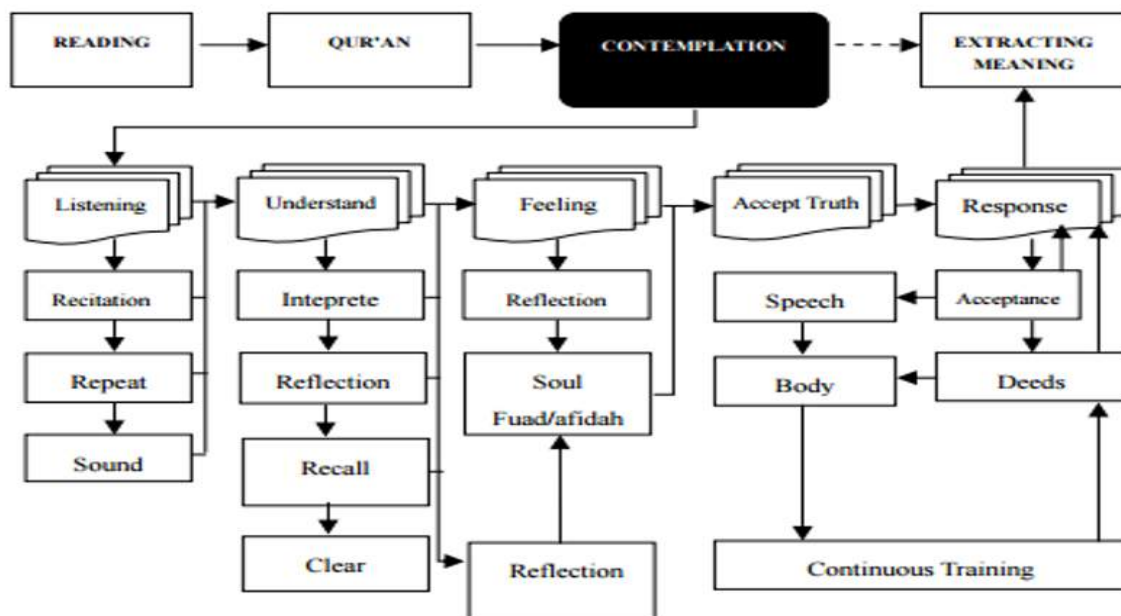 READING
QUR'AN
CONTEMPLATION
EXTRACTING
MEANING
Listening
Understand
Feeling
Accept Truth
Response
Recitation
Inteprete
Reflection
Speech
Acceptance
Repeat
Reflection
Soul
Fuad/afidah
Body
Deeds
Sound
Recall
Clear
Reflection
Continuous Training